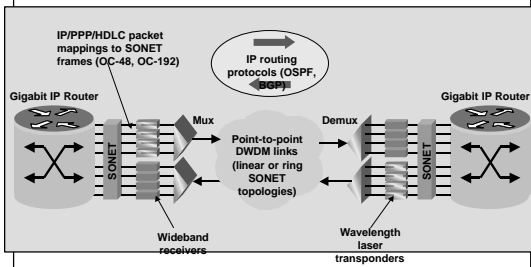 IP/PPP/HDLC packet
mappings to SONET
frames (OC-48, OC-192)
IP routing
protocols (OSPF,
BGP)
Gigabit IP Router
Mux
Demux
Gigabit IP Router
SONET
Point-to-point
DWDM links
(linear or ring
SONET
topologies)
SONET
Wideband
receivers
Wavelength
laser
transponders